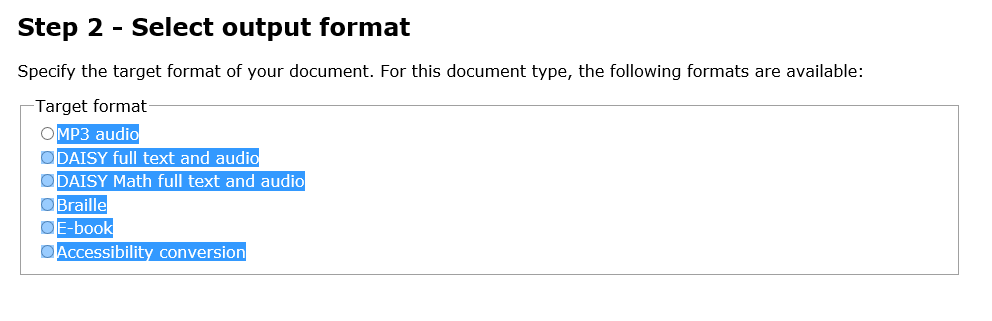 Step 2 - Select output format
Specify the target format of your document. For this document type, the following formats are available:
Target format
MP3 audio
DAISY full text and audio
DAISY Math full text and audio
Braille
E-book
Accessibility conversion